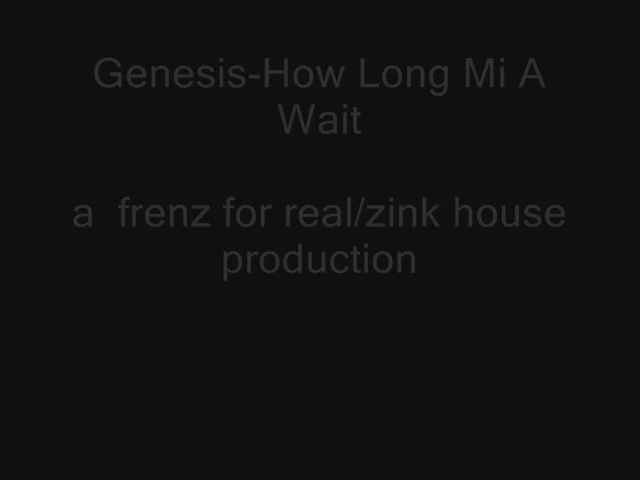 Genesis-How Long Mi A
Wait
a  frenz for real/zink house
production